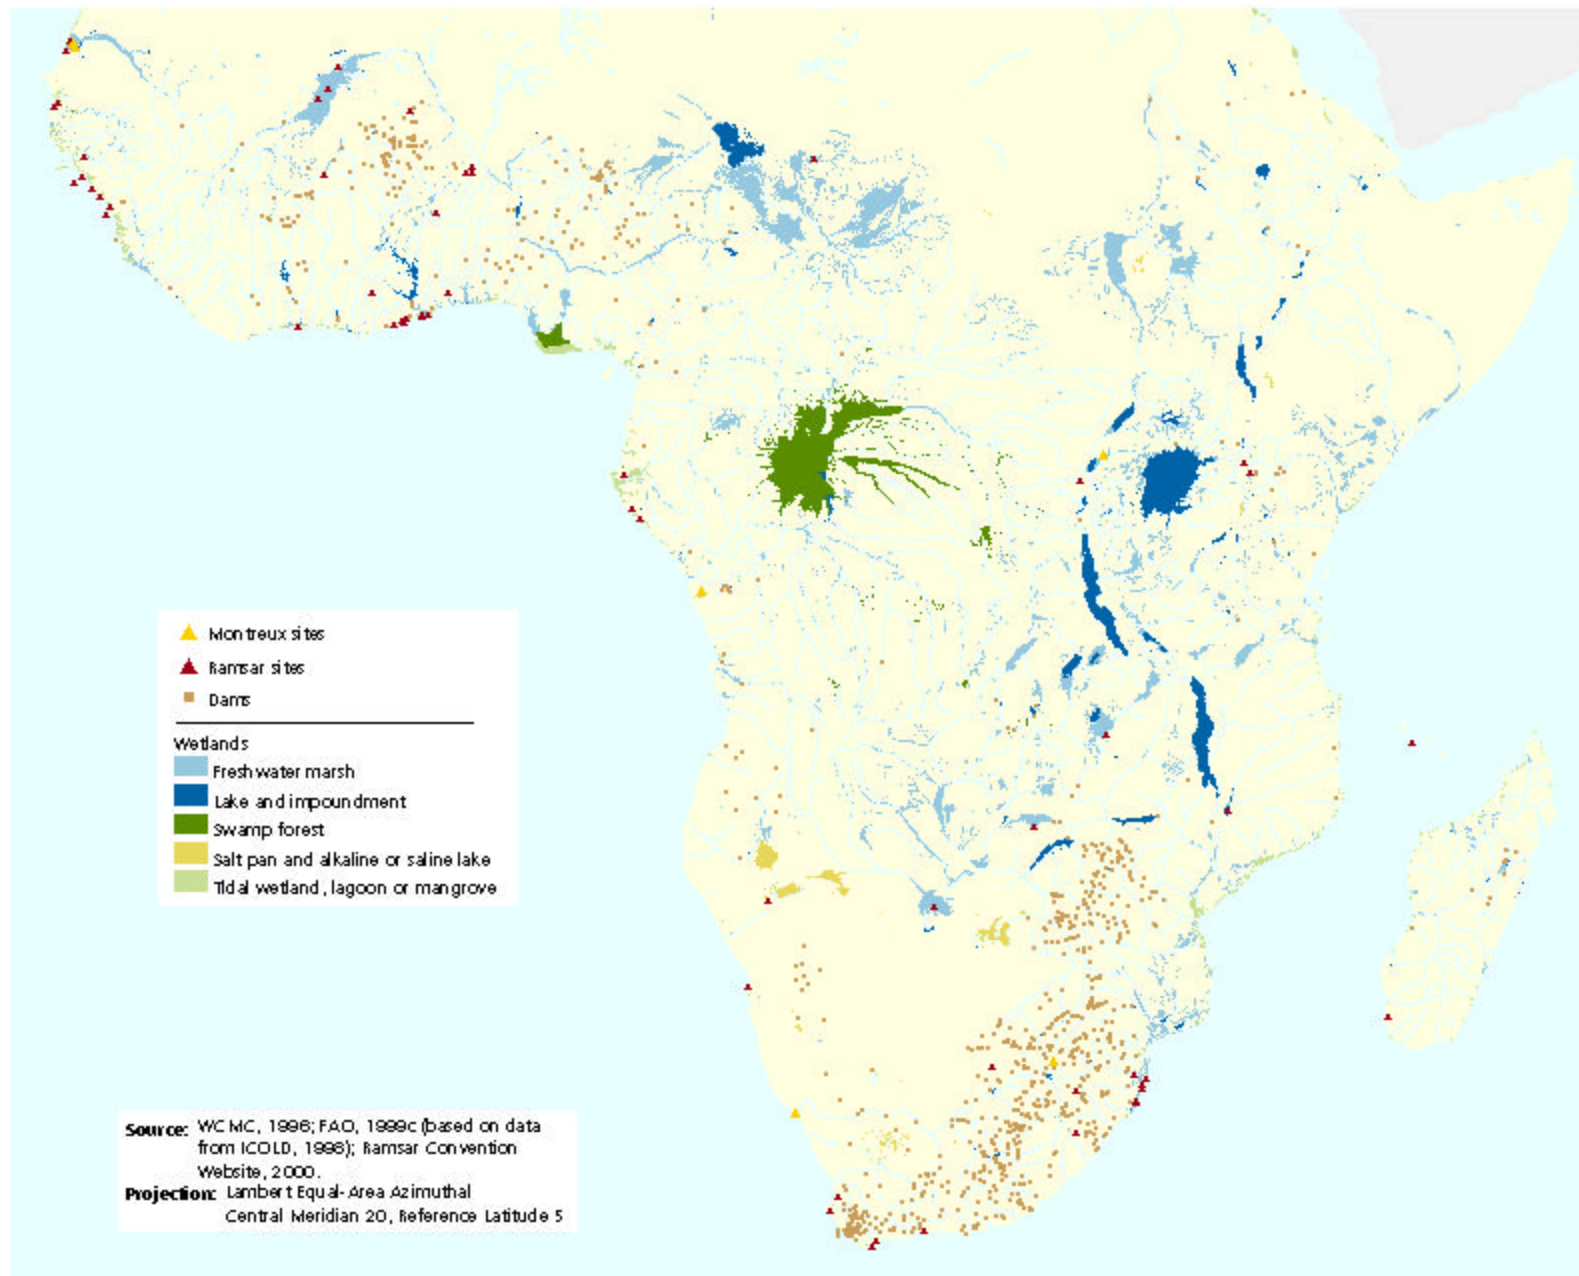 Montreux sites
Ramsar sites
Dams
Wetlands
Freshwater marsh
Lake and impoundment
Swamp forest
Salt pan and alkaline or saline lake
Tidal wetland, lagoon or mangrove
Source: WCMC, 1996; FAO, 1999c (based on data
from ICOLD, 1998); Ramsar Convention
Website, 2000.
Projection: Lambert Equal-Area Azimuthal
Central Meridian 20, Reference Latitude 5